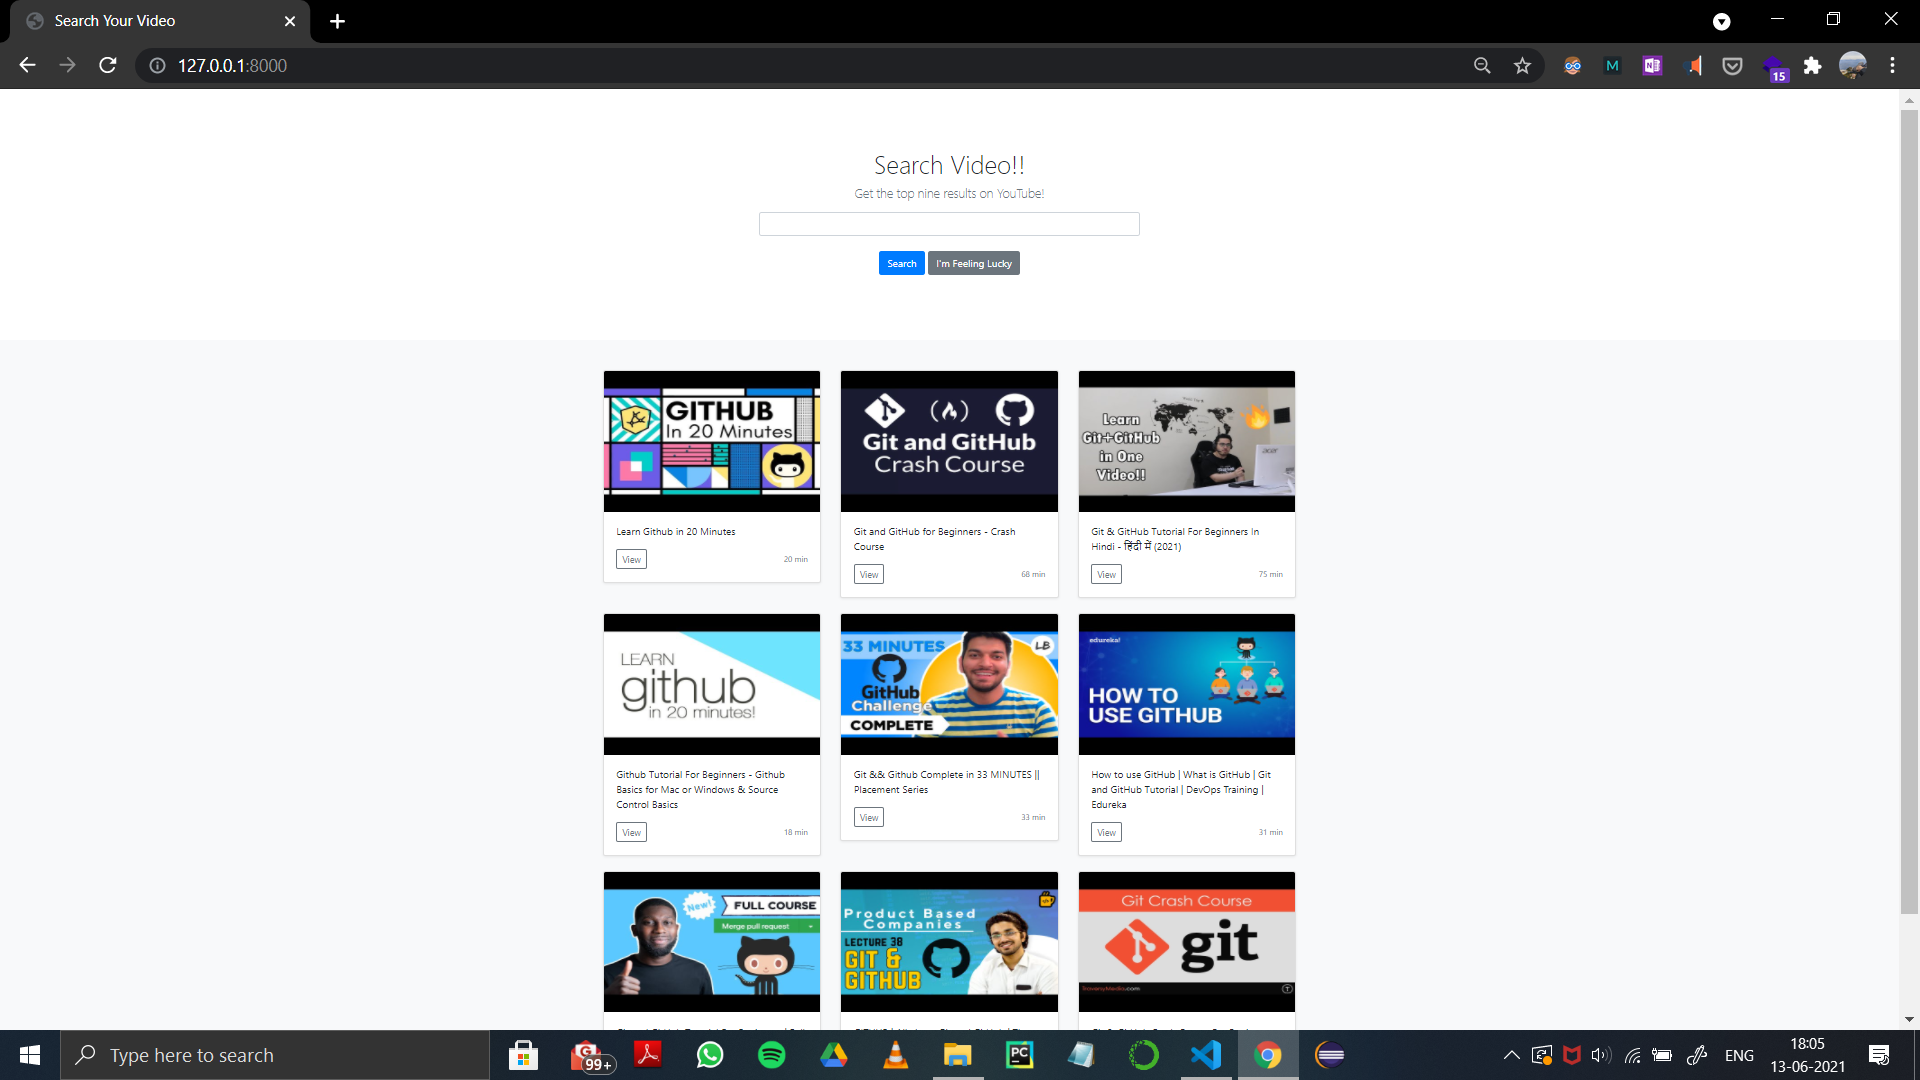 Search Your Video
127.0.0.1:8000
M
N
15
Search Video!!
Get the top nine results on YouTube!
Search
I'm Feeling Lucky
GITHUB
In 20 Minutes
Git and GitHub
Crash Course
Learn
Git+GitHub
in One
Video!!
acer
Learn Github in 20 Minutes
View
20 min
Git and GitHub for Beginners - Crash
Course
View
68 min
Git & GitHub Tutorial For Beginners In
Hindi - हिंदी में (2021)
View
75 min
LEARN
github
in 20 minutes!
33 MINUTES
LB
GitHub
Challenge
COMPLETE
edureka!
HOW TO
USE GITHUB
Github Tutorial For Beginners - Github
Basics for Mac or Windows & Source
Control Basics
View
18 min
Git && Github Complete in 33 MINUTES ||
Placement Series
View
33 min
How to use GitHub | What is GitHub | Git
and GitHub Tutorial | DevOps Training |
Edureka
View
31 min
New!
FULL COURSE
Merge pull request
Product Based
Companies
LECTURE 38
GIT &
GITHUB
Git Crash Course
git
TraversyMedia.com
Type here to search
99+
PC
ENG
18:05
13-06-2021